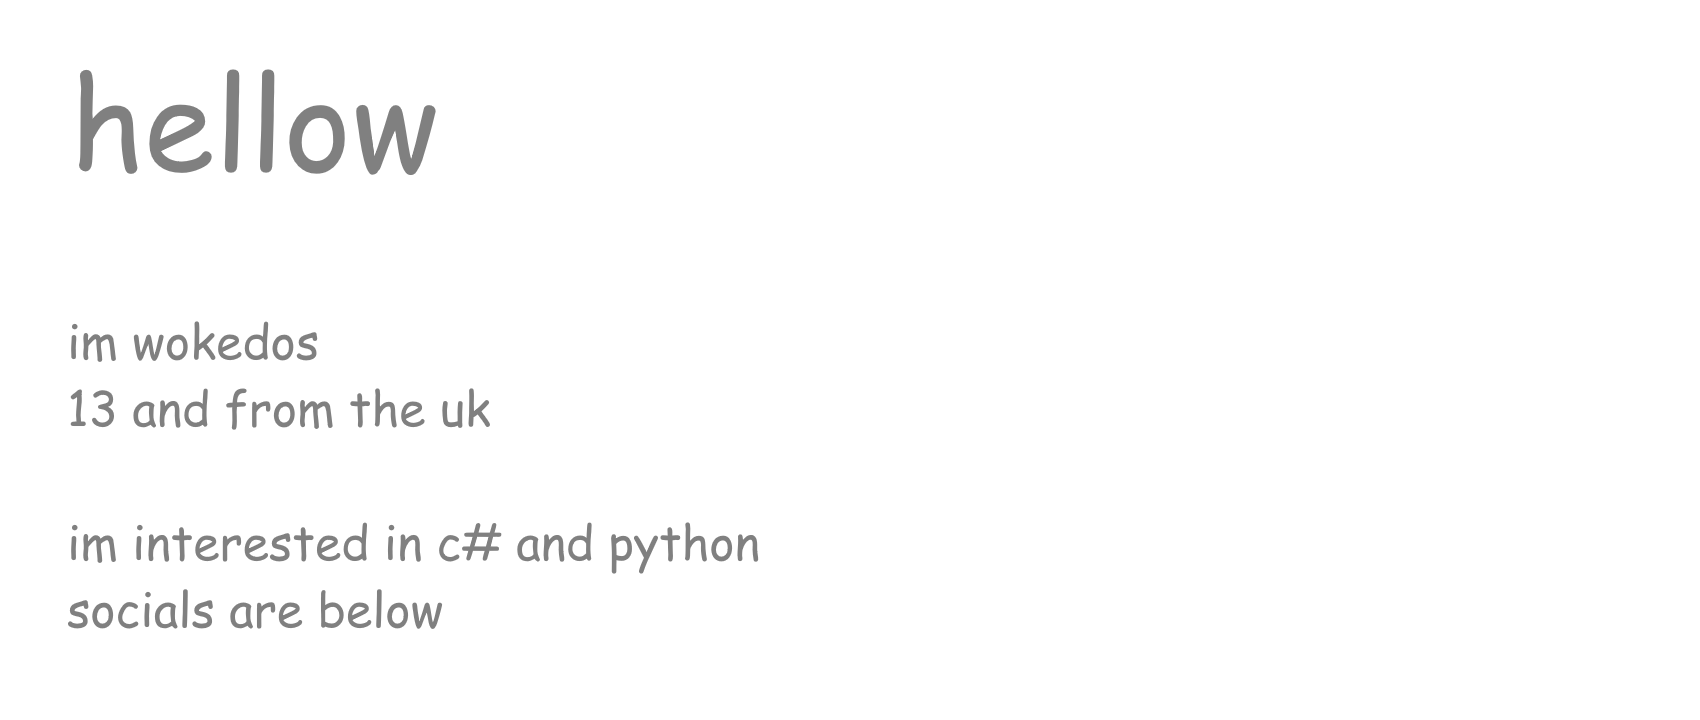 hellow
im wokedos
13 and from the uk
im interested in c# and python
socials are below